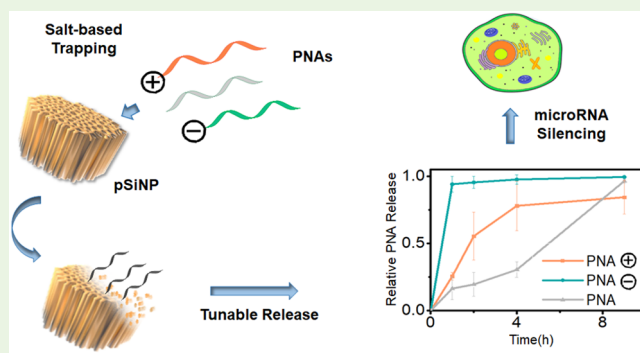 Salt-based
Trapping
PNAs
+
−
pSiNP
Tunable Release
microRNA
Silencing
Relative PNA Release
1.0
0.5
0.0
0
4
8
Time(h)
PNA +
PNA −
PNA